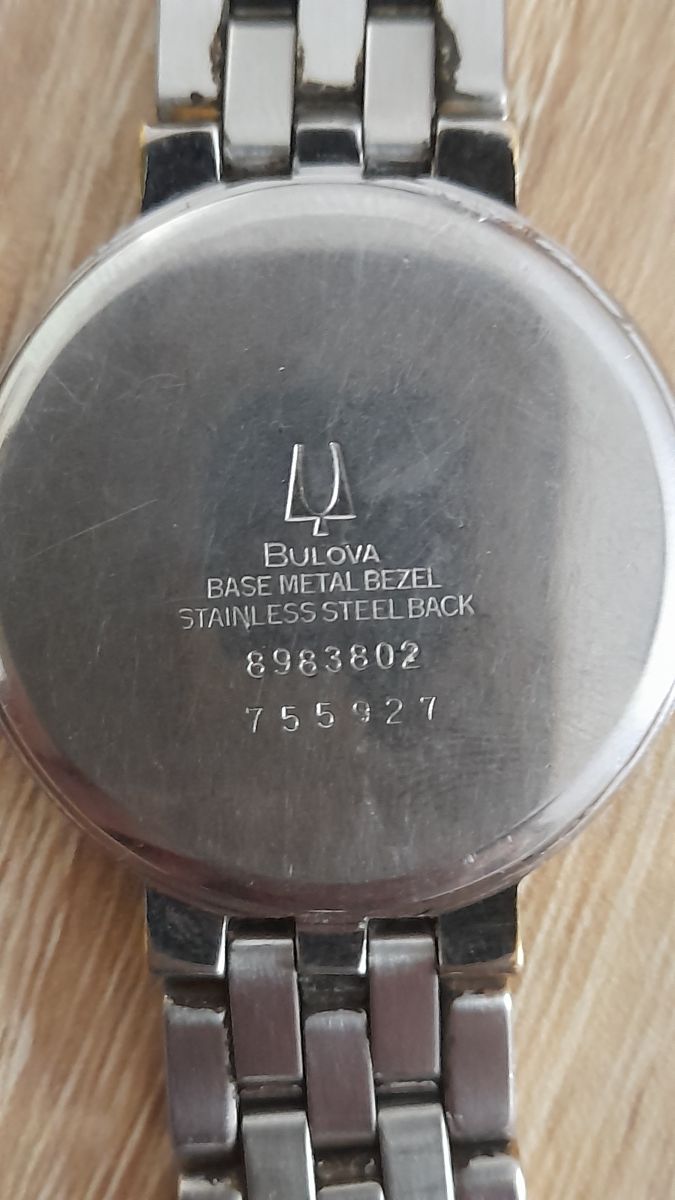 BULOVA
BASE METAL BEZEL
STAINLESS STEEL BACK
8983802
755927